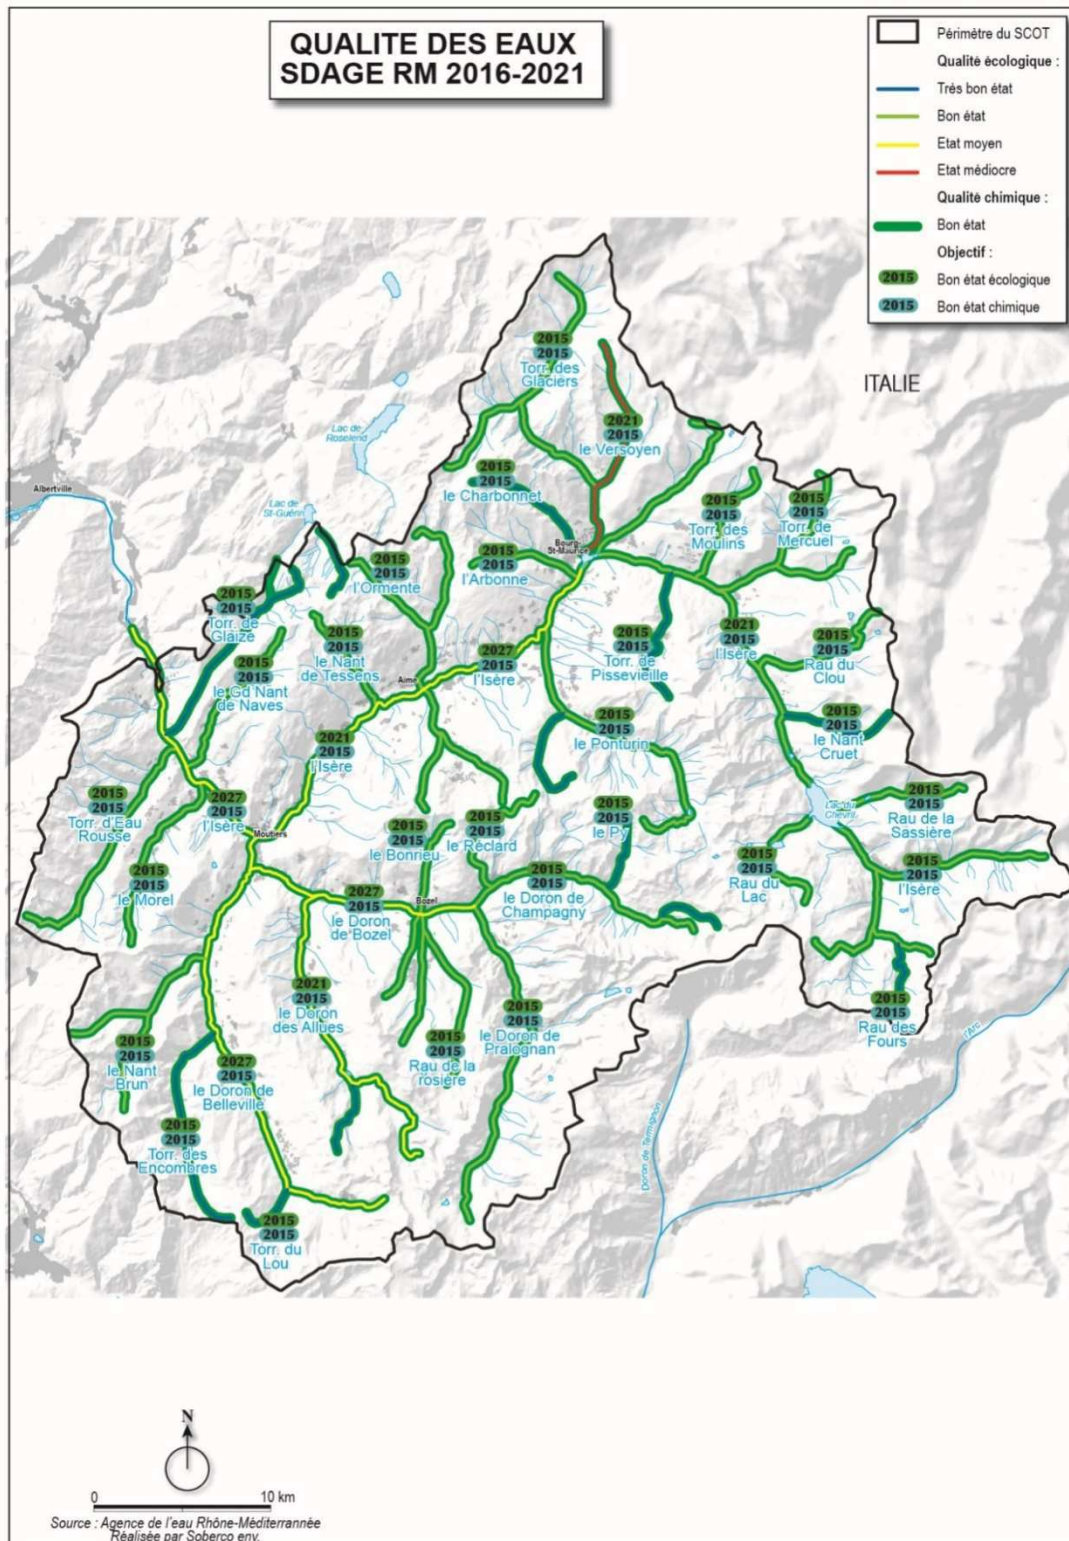 QUALITE DES EAUX
SDAGE RM 2016-2021
Périmètre du SCOT
Qualité écologique :
Trés bon état
Bon état
Etat moyen
Etat médiocre
Qualité chimique :
Bon état
Objectif :
2015 Bon état écologique
2015 Bon état chimique
ITALIE
2015
2015
Torr. des
Glaciers
2021
2015
le Versoyen
Lac de
Roselend
2015
2015
le Charbonnet
Albertville
Lac de
St-Guérin
2015
2015
Torr. des
Moulins
2015
2015
Torr. de
Mercuel
Bourg-
St-Maurice
2015
2015
l'Ormente
2015
2015
l'Arbonne
2015
2015
Torr. de
Glaize
2015
2015
le Nant
de Tessens
2027
2015
l'Isère
2015
2015
Torr. de
Pissevieille
2021
2015
l'Isère
2015
2015
Rau du
Clou
2015
2015
le Gd Nant
de Naves
Aime
2015
2015
le Ponturin
2015
2015
le Nant
Cruet
2021
2015
l'Isère
2015
2015
Torr. d'Eau
Rousse
2027
2015
l'Isère
Moutiers
2015
2015
le Bonrieu
2015
2015
le Réclard
2015
2015
le Py
Lac du
Chevril
2015
2015
Rau de la
Sassière
2015
2015
le Morel
2027
2015
le Doron
de Bozel
Bozel
2015
2015
le Doron de
Champagny
2015
2015
Rau du
Lac
2015
2015
l'Isère
2021
2015
le Doron
des Allues
2015
2015
Rau de la
rosière
2015
2015
le Doron de
Pralognan
2015
2015
Rau des
Fours
l'Arc
2015
2015
le Nant
Brun
2027
2015
le Doron de
Belleville
Doron de Termignon
2015
2015
Torr. des
Encombres
2015
2015
Torr. du
Lou
N
0 10 km
Source : Agence de l'eau Rhône-Méditerrannée
Réalisée par Soberco env.